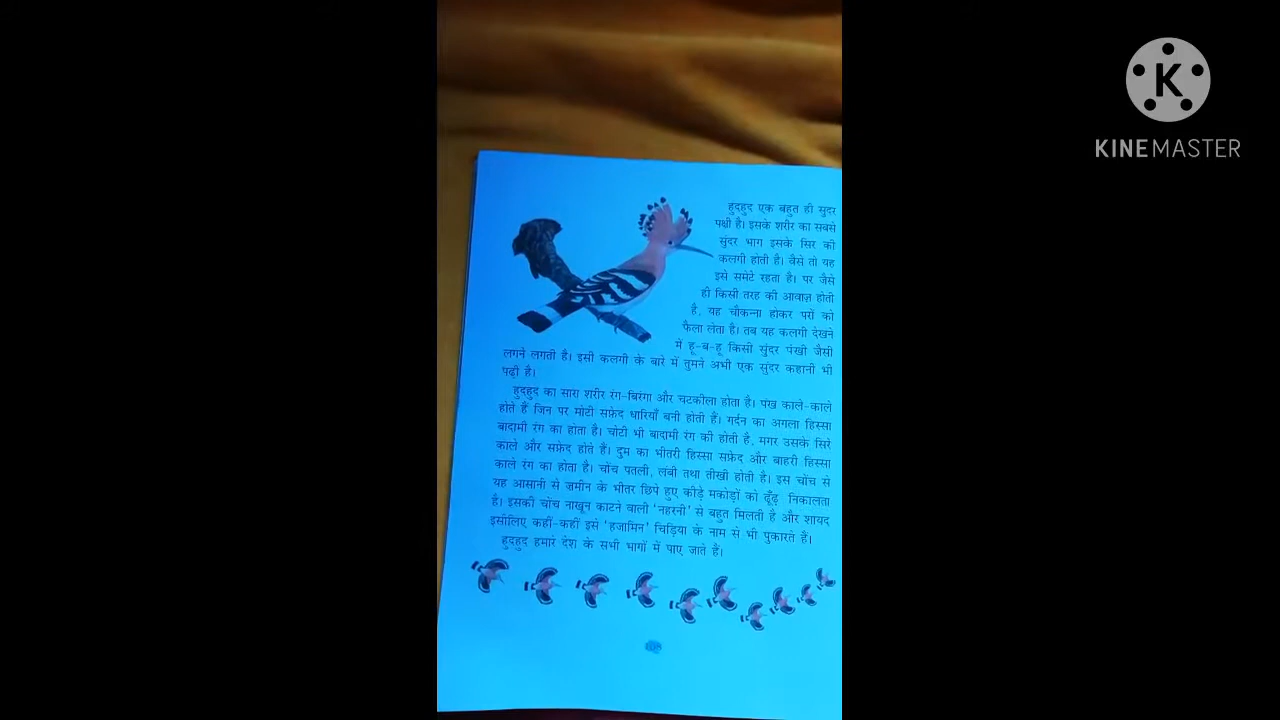 हुदहुद एक बहुत ही सुंदर
पक्षी है। इसके शरीर का सबसे
सुंदर भाग इसके सिर की
कलगी होती है। वैसे तो यह
इसे समेटे रहता है। पर जैसे
ही किसी तरह की आवाज़ होती
है, यह चौकन्ना होकर परों को
फैला लेता है। तब यह कलगी देखने
में हू-ब-हू किसी सुंदर पंखी जैसी
लगने लगती है। इसी कलगी के बारे में तुमने अभी एक सुंदर कहानी भी
पढ़ी है।
हुदहुद का सारा शरीर रंग-बिरंगा और चटकीला होता है। पंख काले-काले
होते हैं जिन पर मोटी सफ़ेद धारियाँ बनी होती हैं। गर्दन का अगला हिस्सा
बादामी रंग का होता है। चोटी भी बादामी रंग की होती है, मगर उसके सिरे
काले और सफ़ेद होते हैं। दुम का भीतरी हिस्सा सफ़ेद और बाहरी हिस्सा
काले रंग का होता है। चोंच पतली, लंबी तथा तीखी होती है। इस चोंच से
यह आसानी से ज़मीन के भीतर छिपे हुए कीड़े मकोड़ों को ढूँढ़ निकालता
है। इसकी चोंच नाखून काटने वाली 'नहरनी' से बहुत मिलती है और शायद
इसीलिए कहीं-कहीं इसे 'हजामिन' चिड़िया के नाम से भी पुकारते हैं।
हुदहुद हमारे देश के सभी भागों में पाए जाते हैं।
K
KINEMASTER